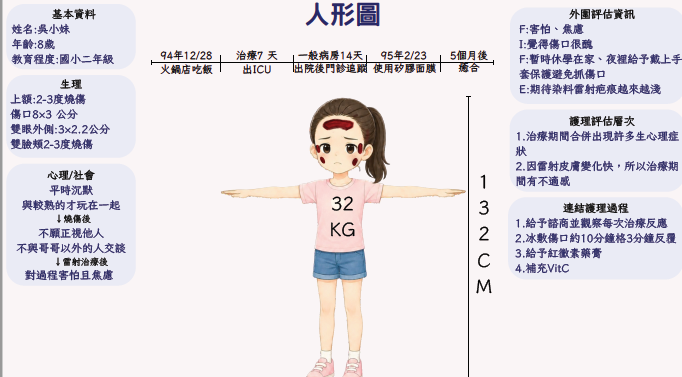 人形圖
基本資料
姓名:吳小妹
年齡:8歲
教育程度:國小二年級
生理
上額:2-3度燒傷
傷口8×3 公分
雙眼外側:3×2.2公分
雙臉頰2-3度燒傷
心理/社會
平時沉默
與較熟的才玩在一起
↓燒傷後
不願正視他人
不與哥哥以外的人交談
↓雷射治療後
對過程害怕且焦慮
94年12/28
火鍋店吃飯
治療7 天
出ICU
一般病房14天
出院後門診追蹤
95年2/23
使用矽膠面膜
5個月後
癒合
32
KG
132CM
外圍評估資訊
F:害怕、焦慮
I:覺得傷口很醜
F:暫時休學在家、夜裡給予戴上手
套保護避免抓傷口
E:期待染料雷射疤痕越來越淺
護理評估層次
1.治療期間合併出現許多生心理症
狀
2.因雷射皮膚變化快，所以治療期
間有不適感
連結護理過程
1.給予諮商並觀察每次治療反應
2.冰敷傷口約10分鐘格3分鐘反覆
3.給予紅黴素藥膏
4.補充VitC